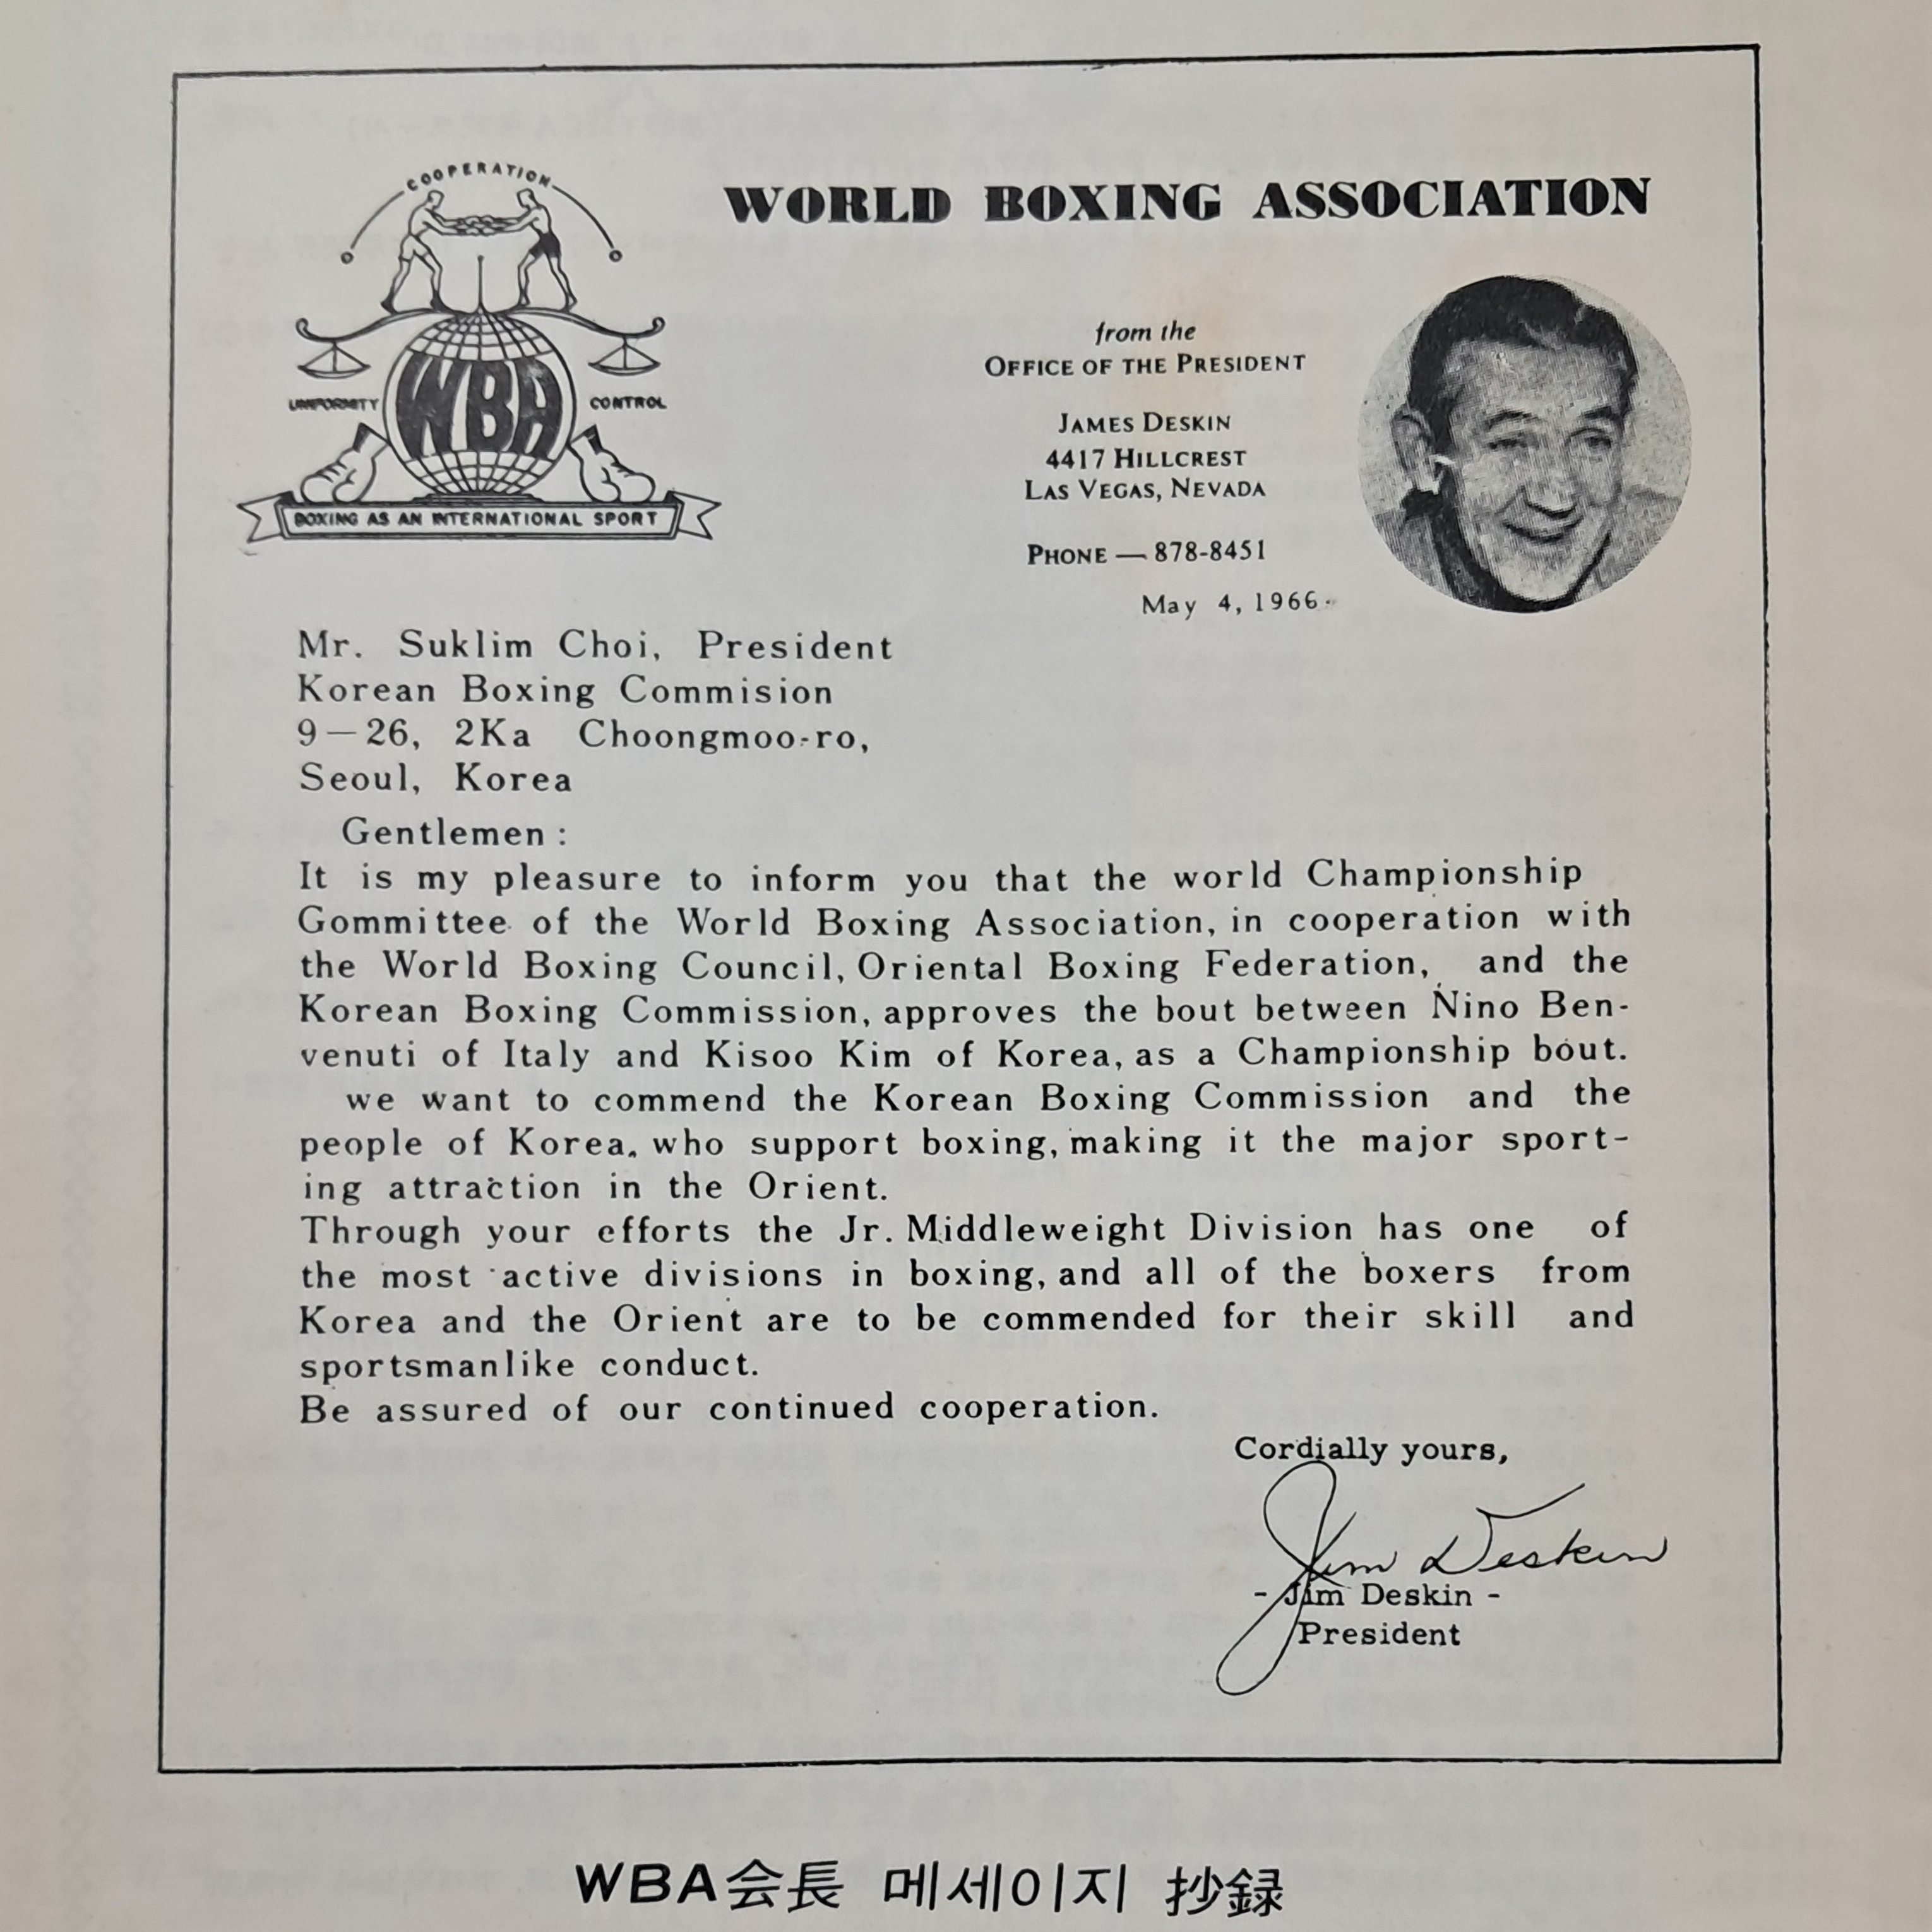 COOPERATION
WORLD BOXING ASSOCIATION
from the
OFFICE OF THE PRESIDENT
UNIFORMITY
WBA
CONTROL
JAMES DESKIN
4417 HILLCREST
LAS VEGAS, NEVADA
BOXING AS AN INTERNATIONAL SPORT
PHONE — 878-8451
May 4, 1966
Mr. Suklim Choi, President
Korean Boxing Commision
9-26, 2Ka Choongmoo-ro,
Seoul, Korea
Gentlemen:
It is my pleasure to inform you that the world Championship
Gommittee of the World Boxing Association, in cooperation with
the World Boxing Council, Oriental Boxing Federation, and the
Korean Boxing Commission, approves the bout between Nino Ben-
venuti of Italy and Kisoo Kim of Korea, as a Championship bout.
we want to commend the Korean Boxing Commission and the
people of Korea. who support boxing, making it the major sport-
ing attraction in the Orient.
Through your efforts the Jr. Middleweight Division has one of
the most active divisions in boxing, and all of the boxers from
Korea and the Orient are to be commended for their skill and
sportsmanlike conduct.
Be assured of our continued cooperation.
Cordially yours,
Jim Deskin
- Jim Deskin -
President
WBA会長 메세이지 抄録